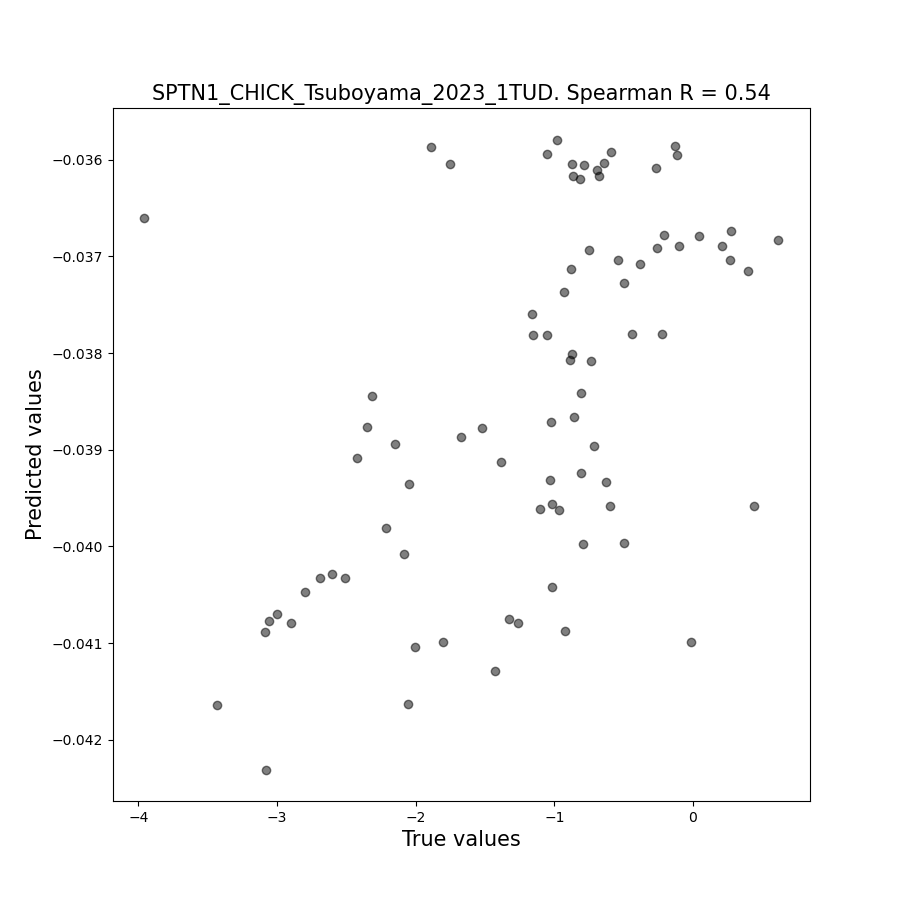 SPTN1_CHICK_Tsuboyama_2023_1TUD. Spearman R = 0.54
Predicted values
−0.036
−0.037
−0.038
−0.039
−0.040
−0.041
−0.042
−4 −3 −2 −1 0
True values